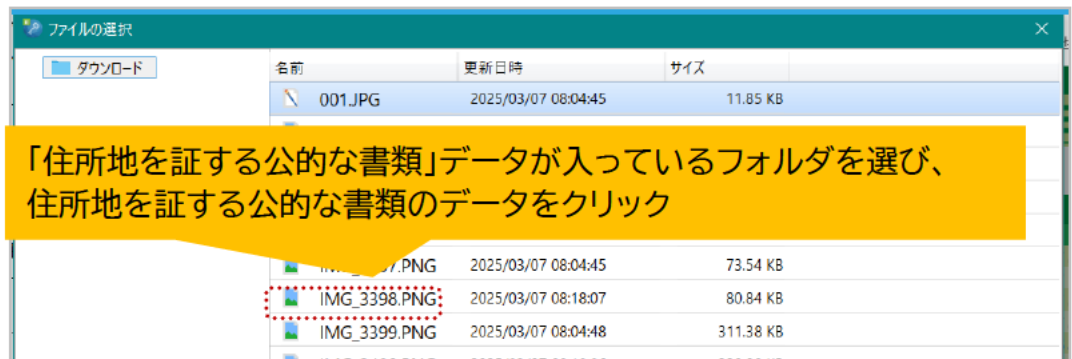 ファイルの選択
ダウンロード
名前 更新日時 サイズ
001.JPG 2025/03/07 08:04:45 11.85 KB
「住所地を証する公的な書類」データが入っているフォルダを選び、
住所地を証する公的な書類のデータをクリック
.PNG 2025/03/07 08:04:45 73.54 KB
IMG_3398.PNG 2025/03/07 08:18:07 80.84 KB
IMG_3399.PNG 2025/03/07 08:04:48 311.38 KB